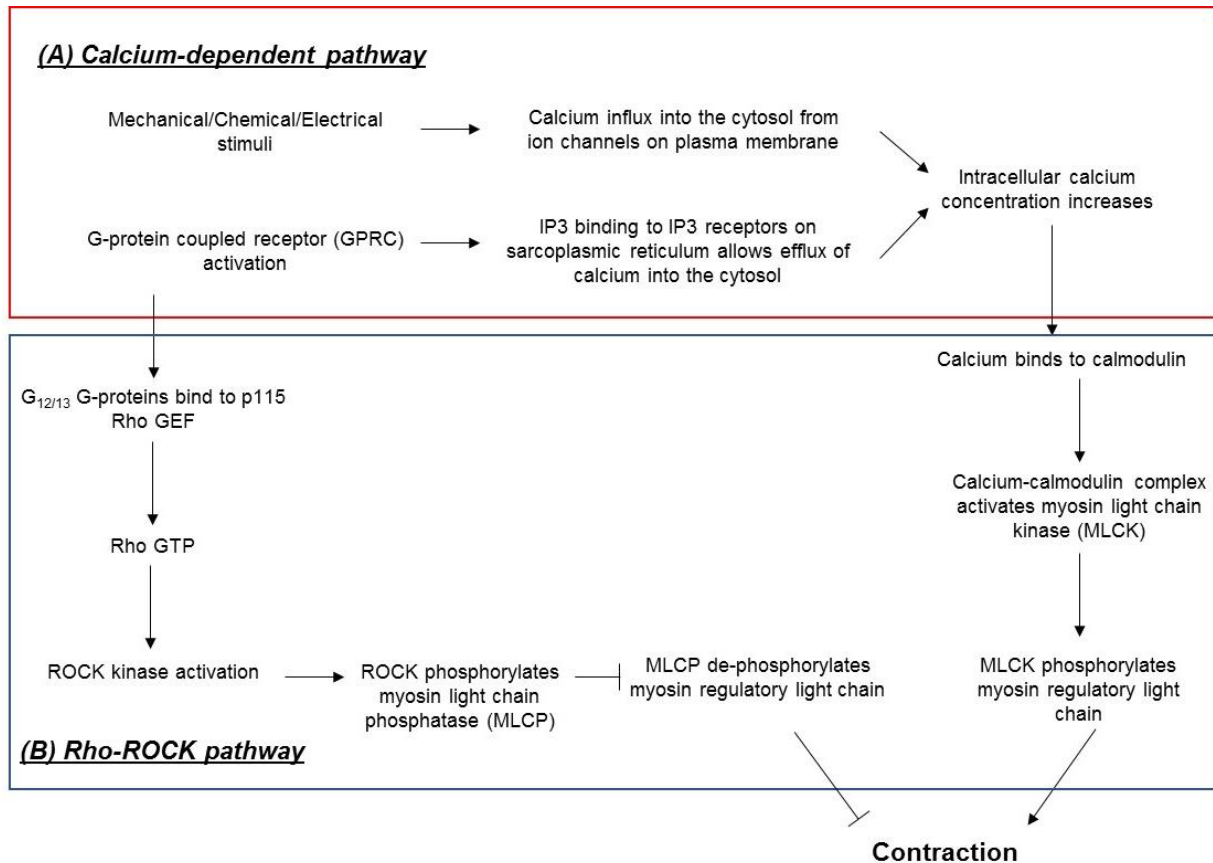 (A) Calcium-dependent pathway
Mechanical/Chemical/Electrical
stimuli
Calcium influx into the cytosol from
ion channels on plasma membrane
Intracellular calcium
concentration increases
G-protein coupled receptor (GPRC)
activation
IP3 binding to IP3 receptors on
sarcoplasmic reticulum allows efflux of
calcium into the cytosol
Calcium binds to calmodulin
G12/13 G-proteins bind to p115
Rho GEF
Calcium-calmodulin complex
activates myosin light chain
kinase (MLCK)
Rho GTP
ROCK kinase activation
ROCK phosphorylates
myosin light chain
phosphatase (MLCP)
MLCP de-phosphorylates
myosin regulatory light chain
MLCK phosphorylates
myosin regulatory light
chain
(B) Rho-ROCK pathway
Contraction